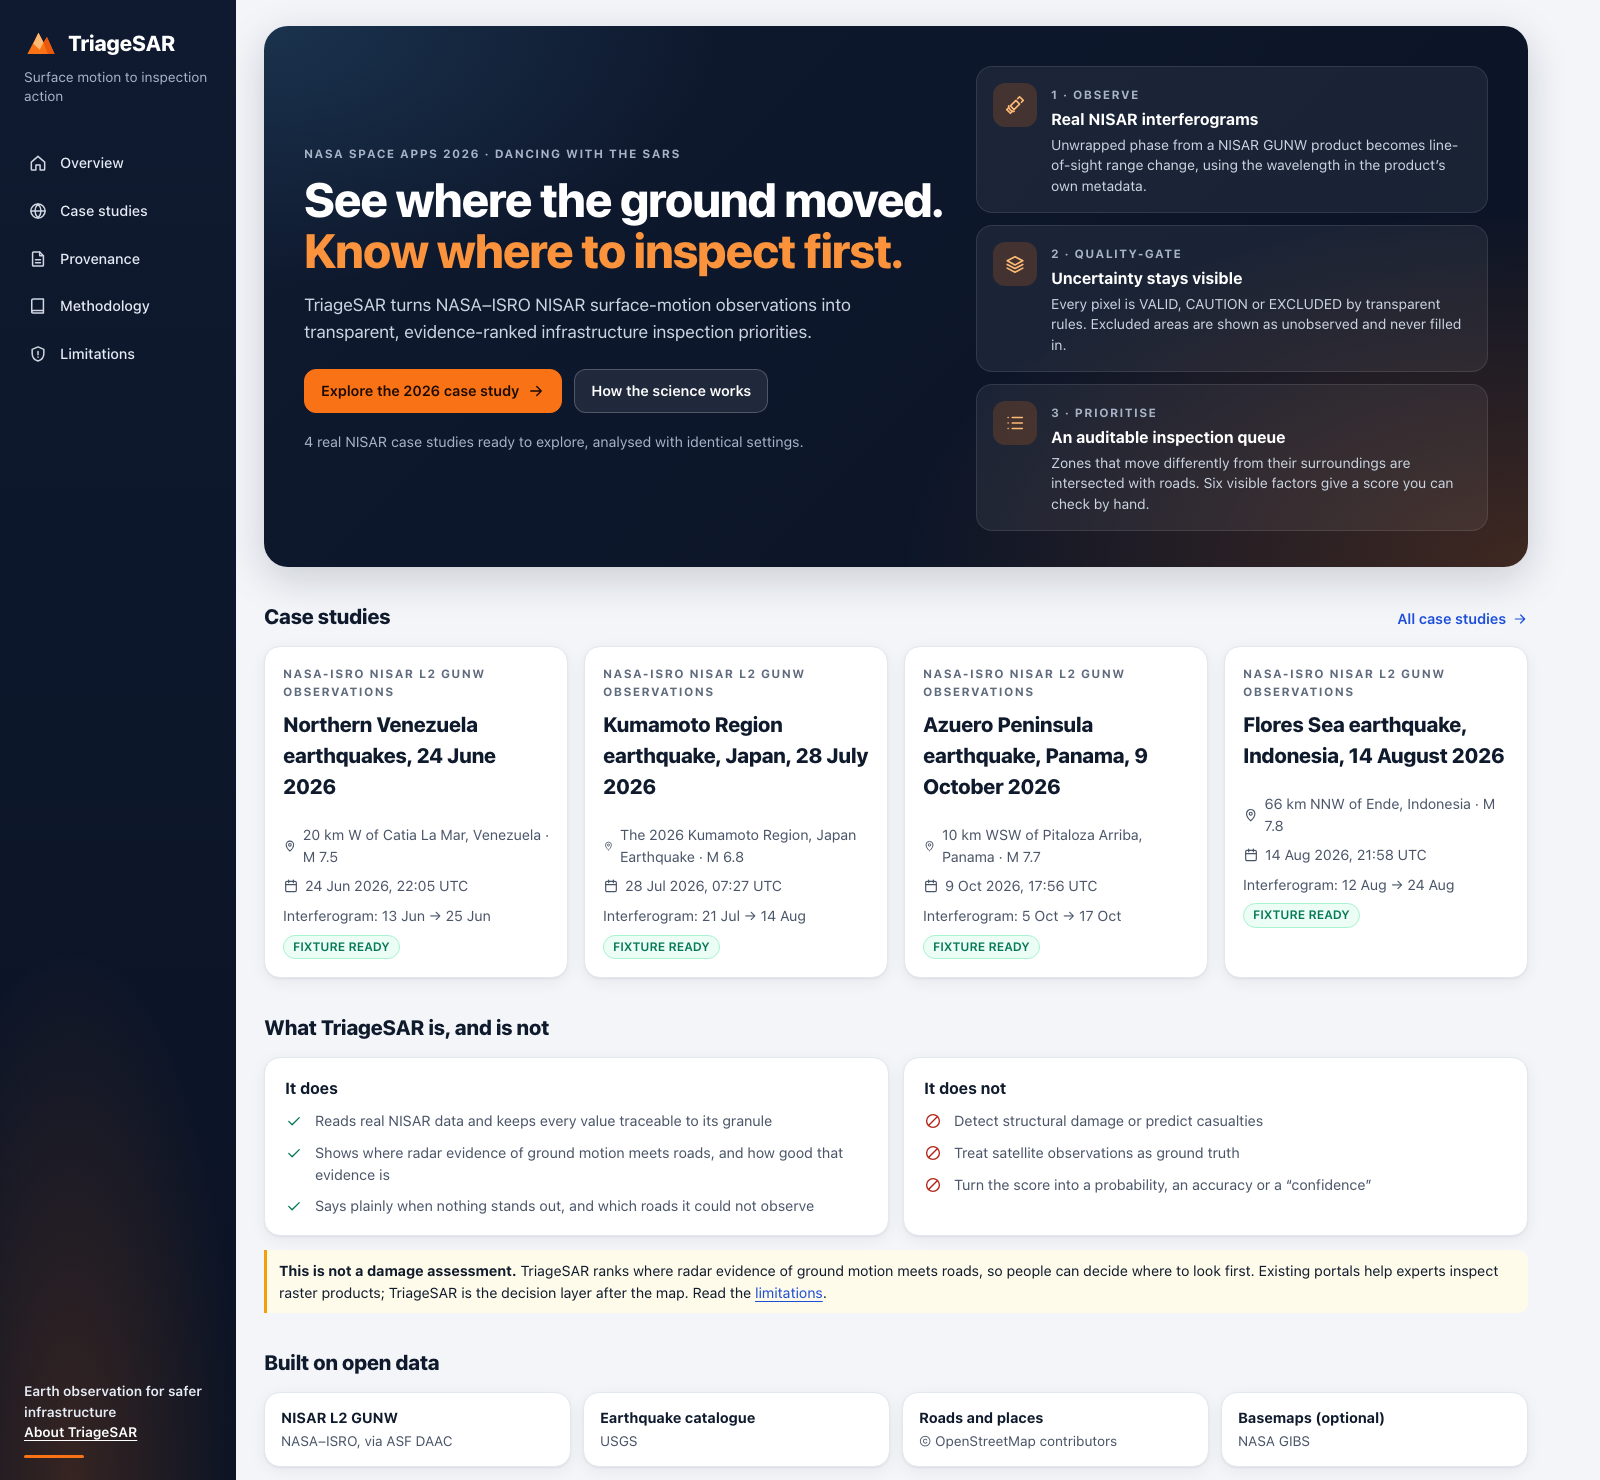 TriageSAR
Surface motion to inspection
action
Overview
Case studies
Provenance
Methodology
Limitations
Earth observation for safer
infrastructure
About TriageSAR
NASA SPACE APPS 2026 · DANCING WITH THE SARS
See where the ground moved.
Know where to inspect first.
TriageSAR turns NASA–ISRO NISAR surface-motion observations into
transparent, evidence-ranked infrastructure inspection priorities.
Explore the 2026 case study →
How the science works
4 real NISAR case studies ready to explore, analysed with identical settings.
1 · OBSERVE
Real NISAR interferograms
Unwrapped phase from a NISAR GUNW product becomes line-
of-sight range change, using the wavelength in the product’s
own metadata.
2 · QUALITY-GATE
Uncertainty stays visible
Every pixel is VALID, CAUTION or EXCLUDED by transparent
rules. Excluded areas are shown as unobserved and never filled
in.
3 · PRIORITISE
An auditable inspection queue
Zones that move differently from their surroundings are
intersected with roads. Six visible factors give a score you can
check by hand.
Case studies
All case studies →
NASA-ISRO NISAR L2 GUNW
OBSERVATIONS
Northern Venezuela
earthquakes, 24 June
2026
20 km W of Catia La Mar, Venezuela ·
M 7.5
24 Jun 2026, 22:05 UTC
Interferogram: 13 Jun → 25 Jun
FIXTURE READY
NASA-ISRO NISAR L2 GUNW
OBSERVATIONS
Kumamoto Region
earthquake, Japan, 28 July
2026
The 2026 Kumamoto Region, Japan
Earthquake · M 6.8
28 Jul 2026, 07:27 UTC
Interferogram: 21 Jul → 14 Aug
FIXTURE READY
NASA-ISRO NISAR L2 GUNW
OBSERVATIONS
Azuero Peninsula
earthquake, Panama, 9
October 2026
10 km WSW of Pitaloza Arriba,
Panama · M 7.7
9 Oct 2026, 17:56 UTC
Interferogram: 5 Oct → 17 Oct
FIXTURE READY
NASA-ISRO NISAR L2 GUNW
OBSERVATIONS
Flores Sea earthquake,
Indonesia, 14 August 2026
66 km NNW of Ende, Indonesia · M
7.8
14 Aug 2026, 21:58 UTC
Interferogram: 12 Aug → 24 Aug
FIXTURE READY
What TriageSAR is, and is not
It does
Reads real NISAR data and keeps every value traceable to its granule
Shows where radar evidence of ground motion meets roads, and how good that
evidence is
Says plainly when nothing stands out, and which roads it could not observe
It does not
Detect structural damage or predict casualties
Treat satellite observations as ground truth
Turn the score into a probability, an accuracy or a “confidence”
This is not a damage assessment. TriageSAR ranks where radar evidence of ground motion meets roads, so people can decide where to look first. Existing portals help experts inspect
raster products; TriageSAR is the decision layer after the map. Read the limitations.
Built on open data
NISAR L2 GUNW
NASA–ISRO, via ASF DAAC
Earthquake catalogue
USGS
Roads and places
© OpenStreetMap contributors
Basemaps (optional)
NASA GIBS